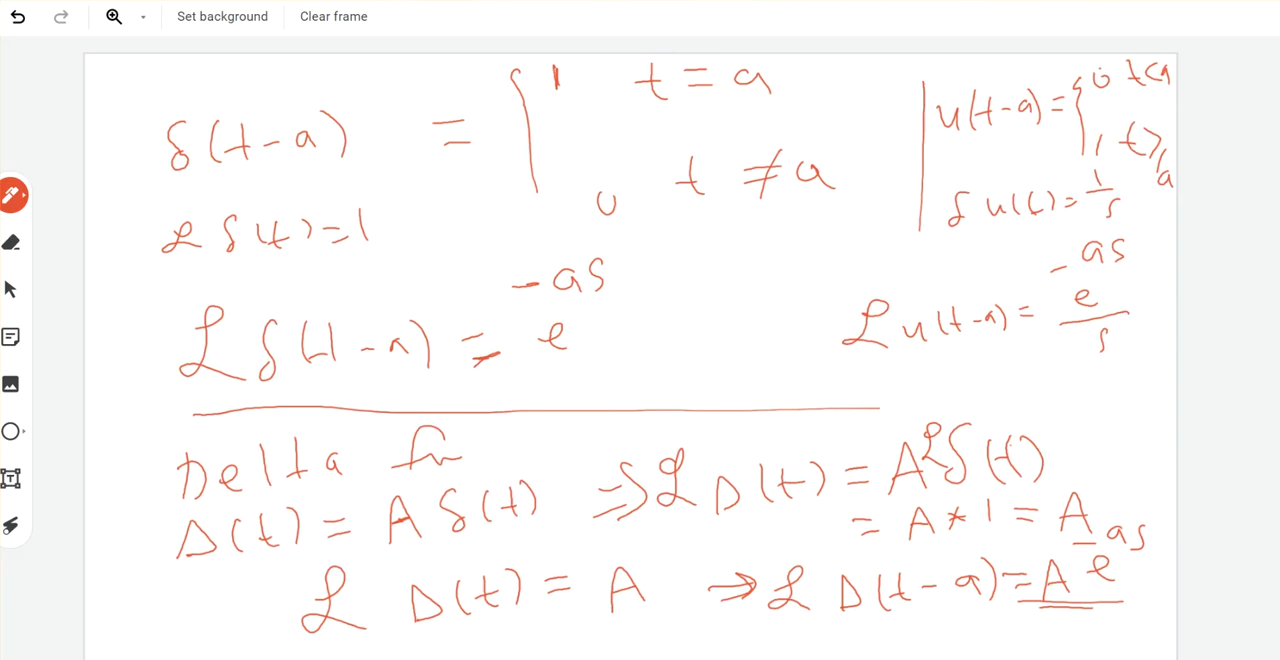 Set background Clear frame
δ(t-a) = { 1 t = a
0 t ≠ a
ℒ δ(t) = 1
ℒ δ(t-a) = e^{-as}
u(t-a) = { 0 t<a
1 t≥a
ℒ u(t) = 1/s
ℒ u(t-a) = e^{-as}/s
Delta fn
Δ(t) = A δ(t) ⇒ ℒ Δ(t) = A ℒ δ(t)
= A * 1 = A
ℒ Δ(t) = A → ℒ Δ(t-a) = A e^{as}